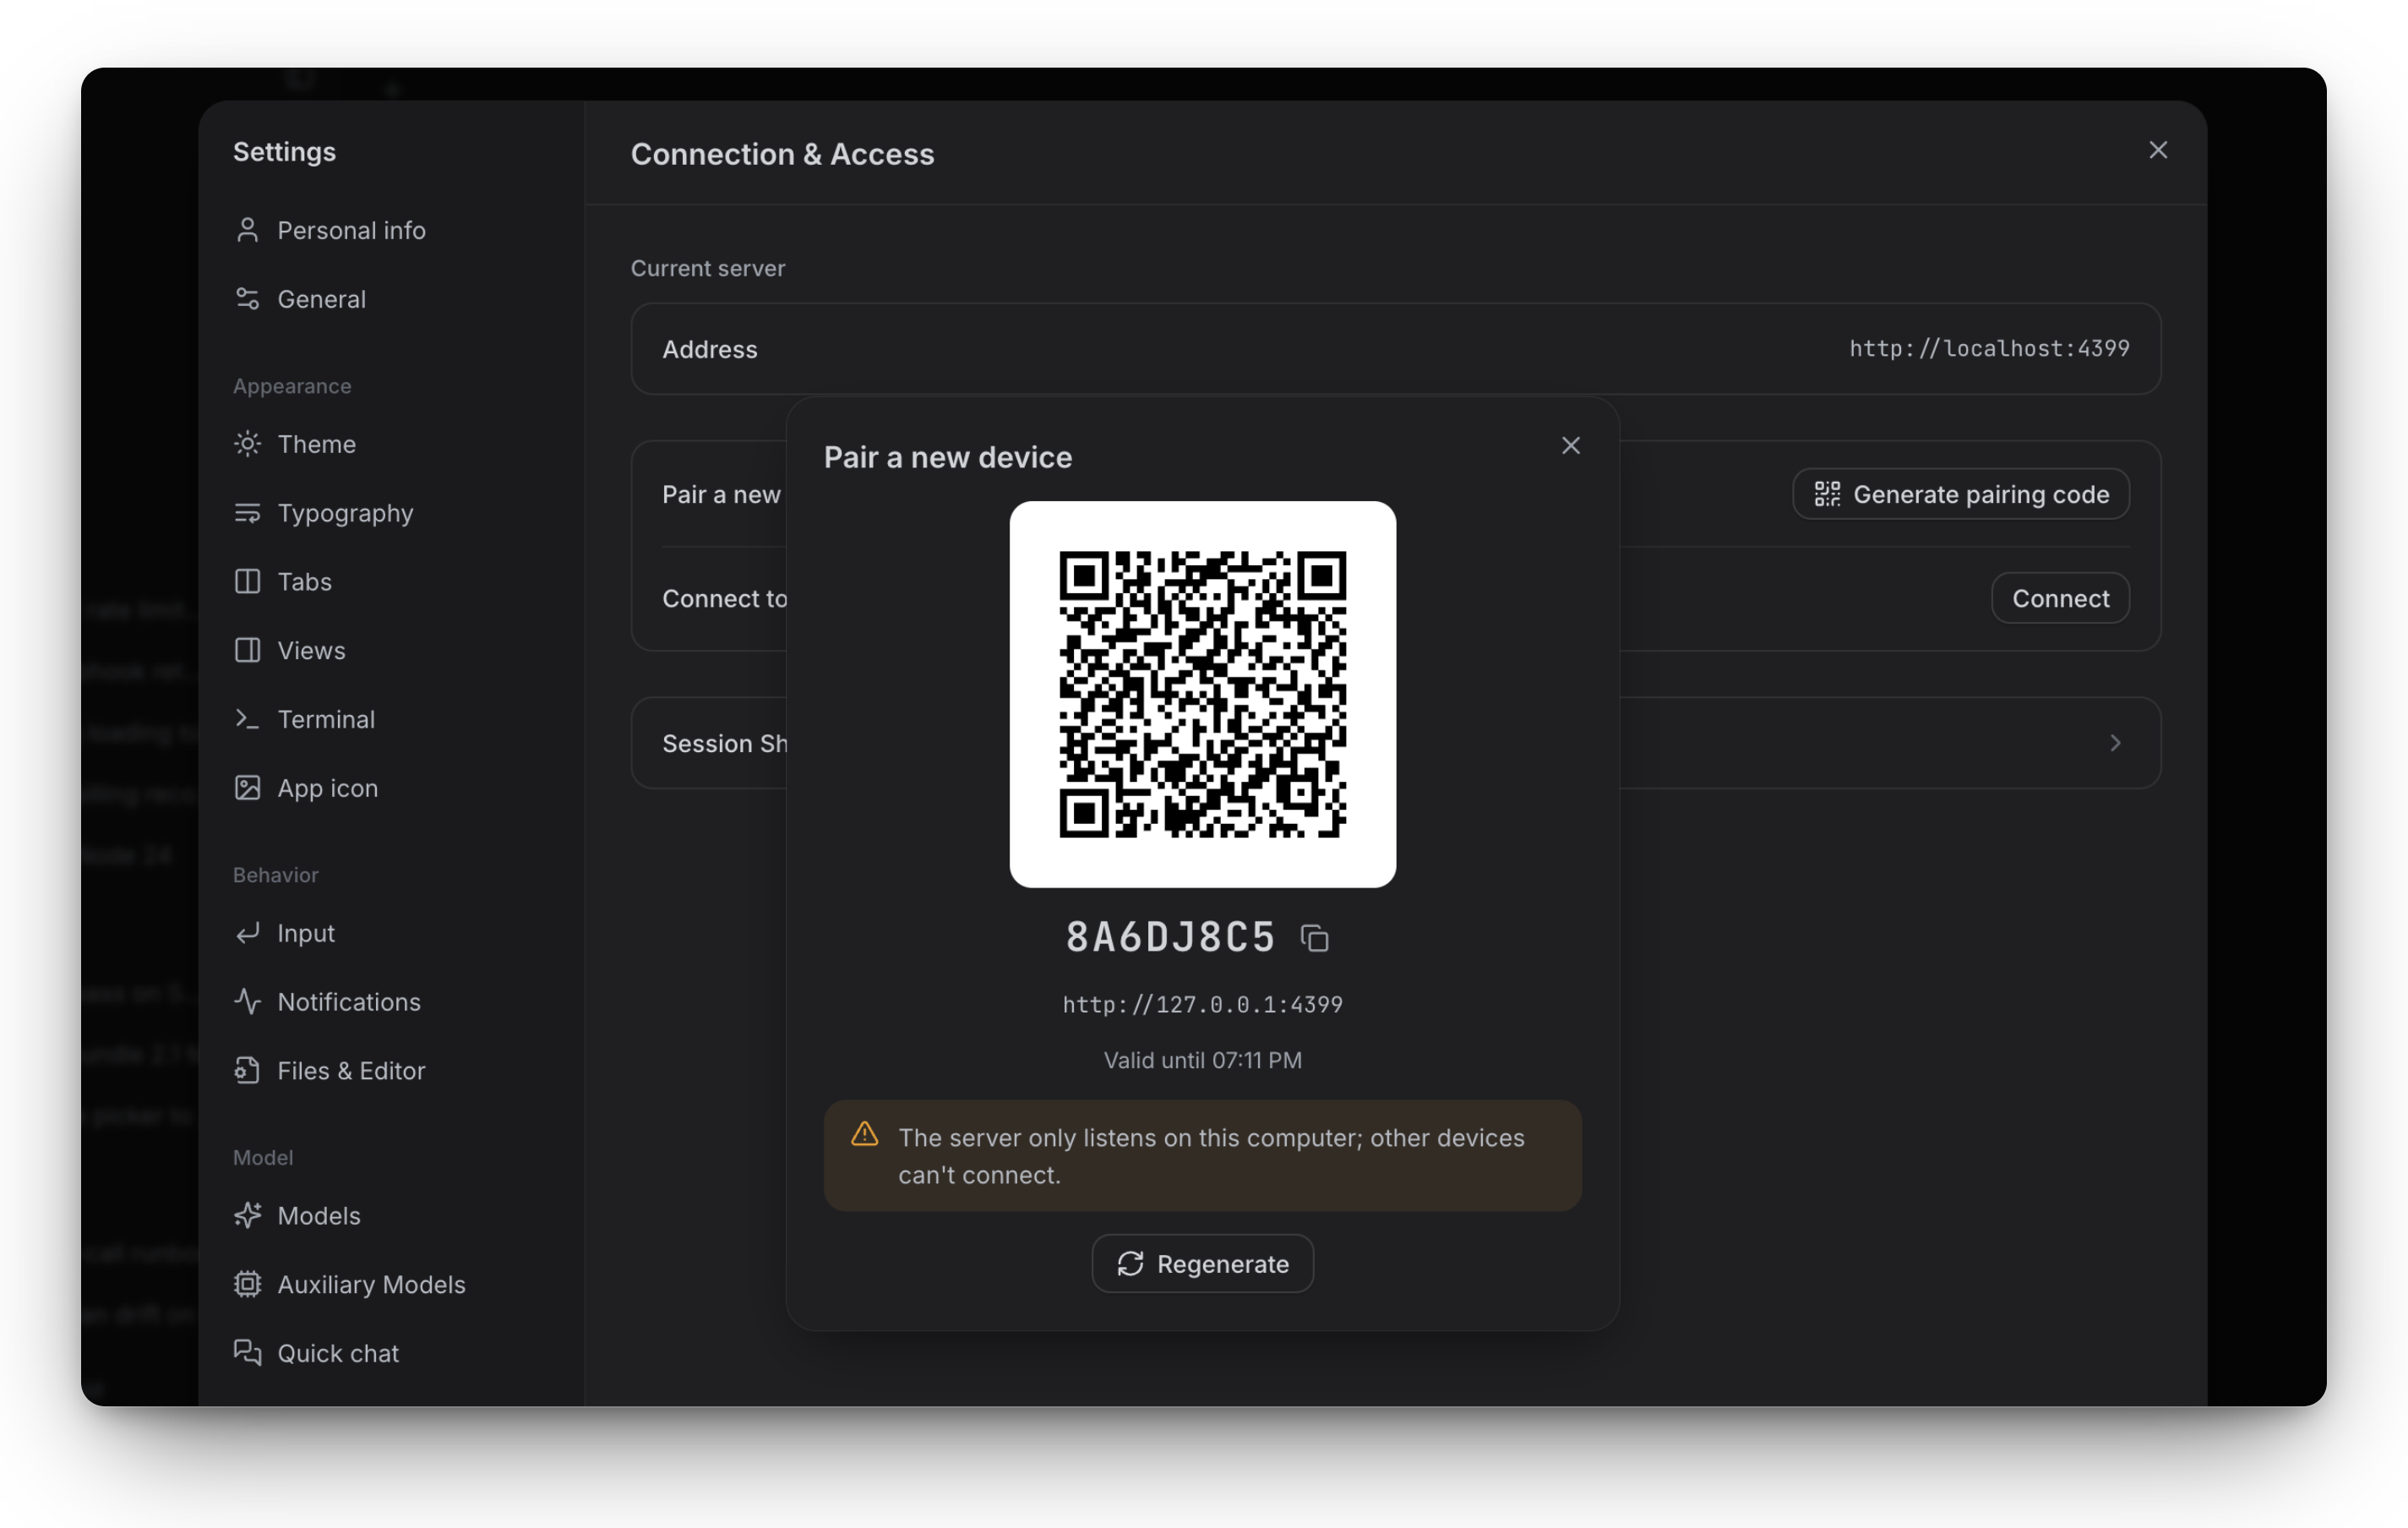 Settings
Personal info
General
Appearance
Theme
Typography
Tabs
Views
Terminal
App icon
Behavior
Input
Notifications
Files & Editor
Model
Models
Auxiliary Models
Quick chat
Connection & Access
Current server
Address
http://localhost:4399
Pair a new
Generate pairing code
Connect to
Connect
Session Sh
Pair a new device
8A6DJ8C5
http://127.0.0.1:4399
Valid until 07:11 PM
The server only listens on this computer; other devices
can't connect.
Regenerate